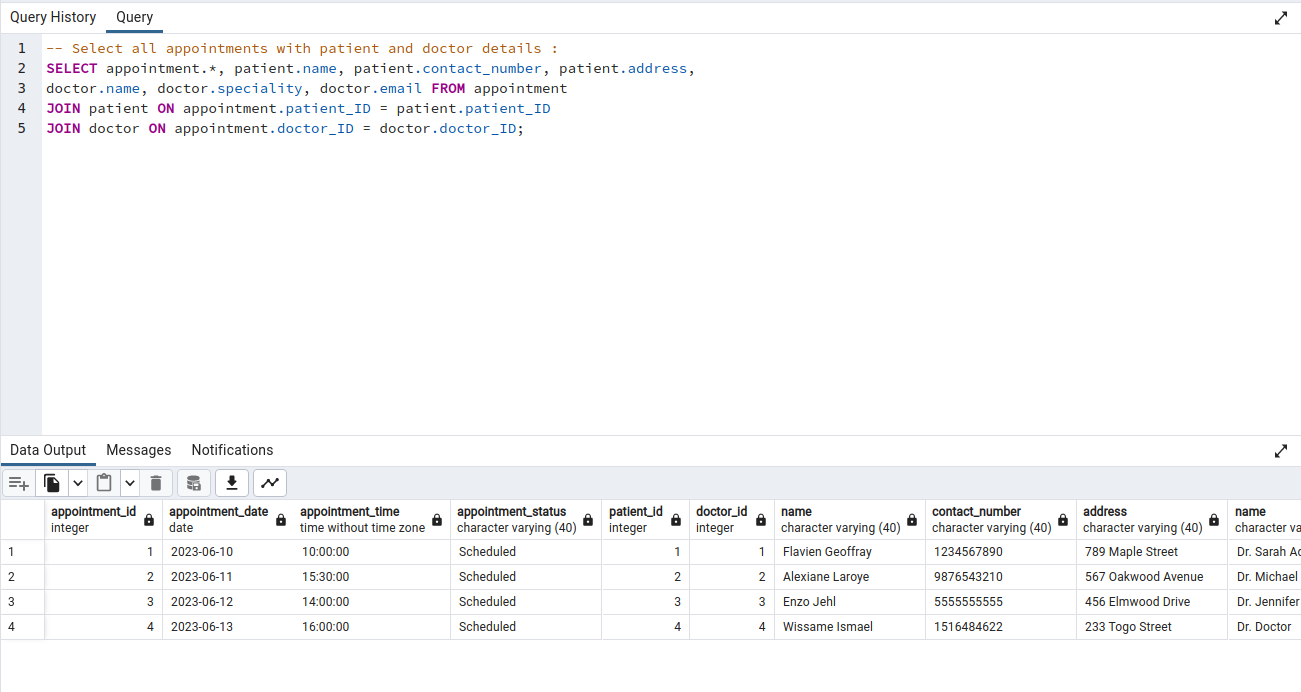 Query History Query
1 -- Select all appointments with patient and doctor details :
2 SELECT appointment.*, patient.name, patient.contact_number, patient.address,
3 doctor.name, doctor.speciality, doctor.email FROM appointment
4 JOIN patient ON appointment.patient_ID = patient.patient_ID
5 JOIN doctor ON appointment.doctor_ID = doctor.doctor_ID;
Data Output Messages Notifications
appointment_id appointment_date appointment_time appointment_status patient_id doctor_id name contact_number address name
integer date time without time zone character varying (40) integer integer character varying (40) character varying (40) character varying (40) character va
1 1 2023-06-10 10:00:00 Scheduled 1 1 Flavien Geoffray 1234567890 789 Maple Street Dr. Sarah
2 2 2023-06-11 15:30:00 Scheduled 2 2 Alexiane Laroye 9876543210 567 Oakwood Avenue Dr. Michael
3 3 2023-06-12 14:00:00 Scheduled 3 3 Enzo Jehl 5555555555 456 Elmwood Drive Dr. Jennifer
4 4 2023-06-13 16:00:00 Scheduled 4 4 Wissame Ismael 1516484622 233 Togo Street Dr. Doctor